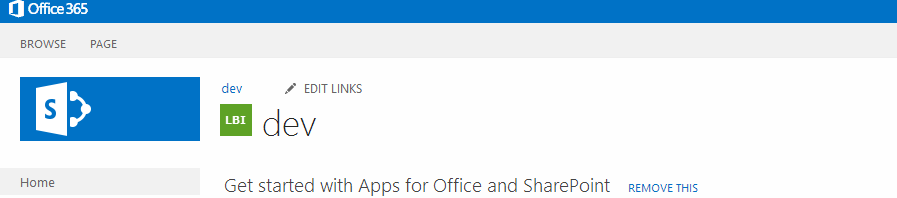 Office 365
BROWSE PAGE
S
dev EDIT LINKS
LBI dev
Home
Get started with Apps for Office and SharePoint REMOVE THIS